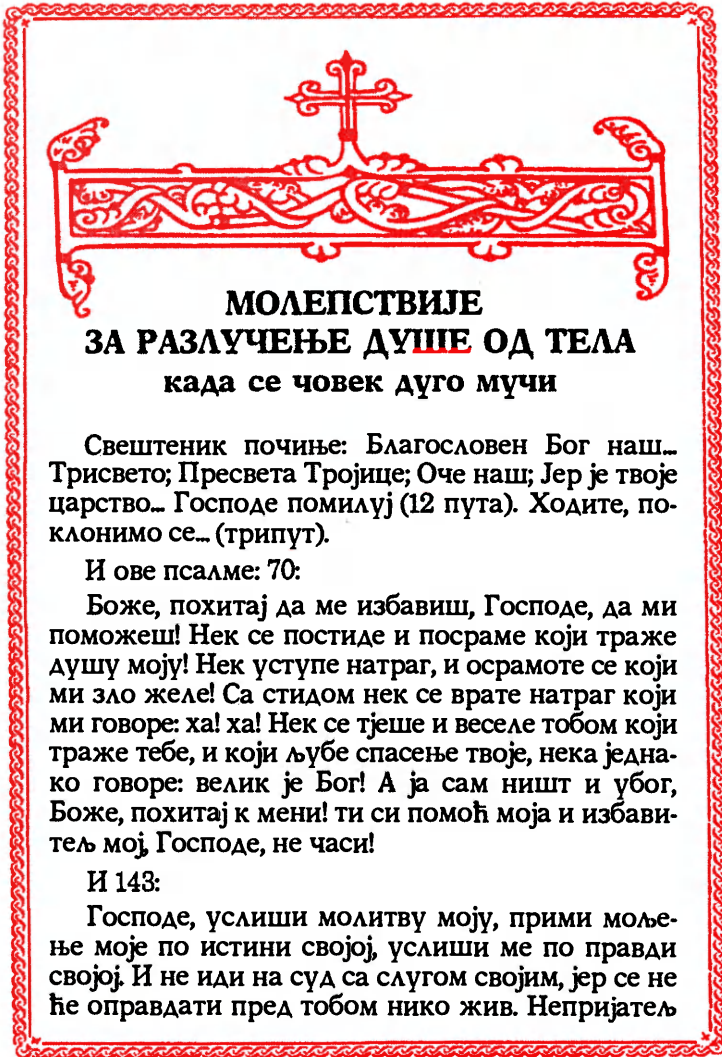 МОЛЕПСТВИЈЕ
ЗА РАЗЛУЧЕЊЕ ДУШЕ ОД ТЕЛА
када се човек дуго мучи
Свештеник почиње: Благословен Бог наш...
Трисвето; Пресвета Тројице; Оче наш; Јер је твоје
царство... Господе помилуј (12 пута). Ходите, по-
клонимо се... (трипут).
И ове псалме: 70:
Боже, похитај да ме избавиш, Господе, да ми
поможеш! Нек се постиде и посраме који траже
душу моју! Нек уступе натраг, и осрамоте се који
ми зло желе! Са стидом нек се врате натраг који
ми говоре: ха! ха! Нек се тјеше и веселе тобом који
траже тебе, и који љубе спасење твоје, нека једна-
ко говоре: велик је Бог! А ја сам ништ и убог,
Боже, похитај к мени! ти си помоћ моја и избави-
тељ мој, Господе, не часи!
И 143:
Господе, услиши молитву моју, прими моље-
ње моје по истини својој, услиши ме по правди
својој. И не иди на суд са слугом својим, јер се не
ће оправдати пред тобом нико жив. Непријатељ